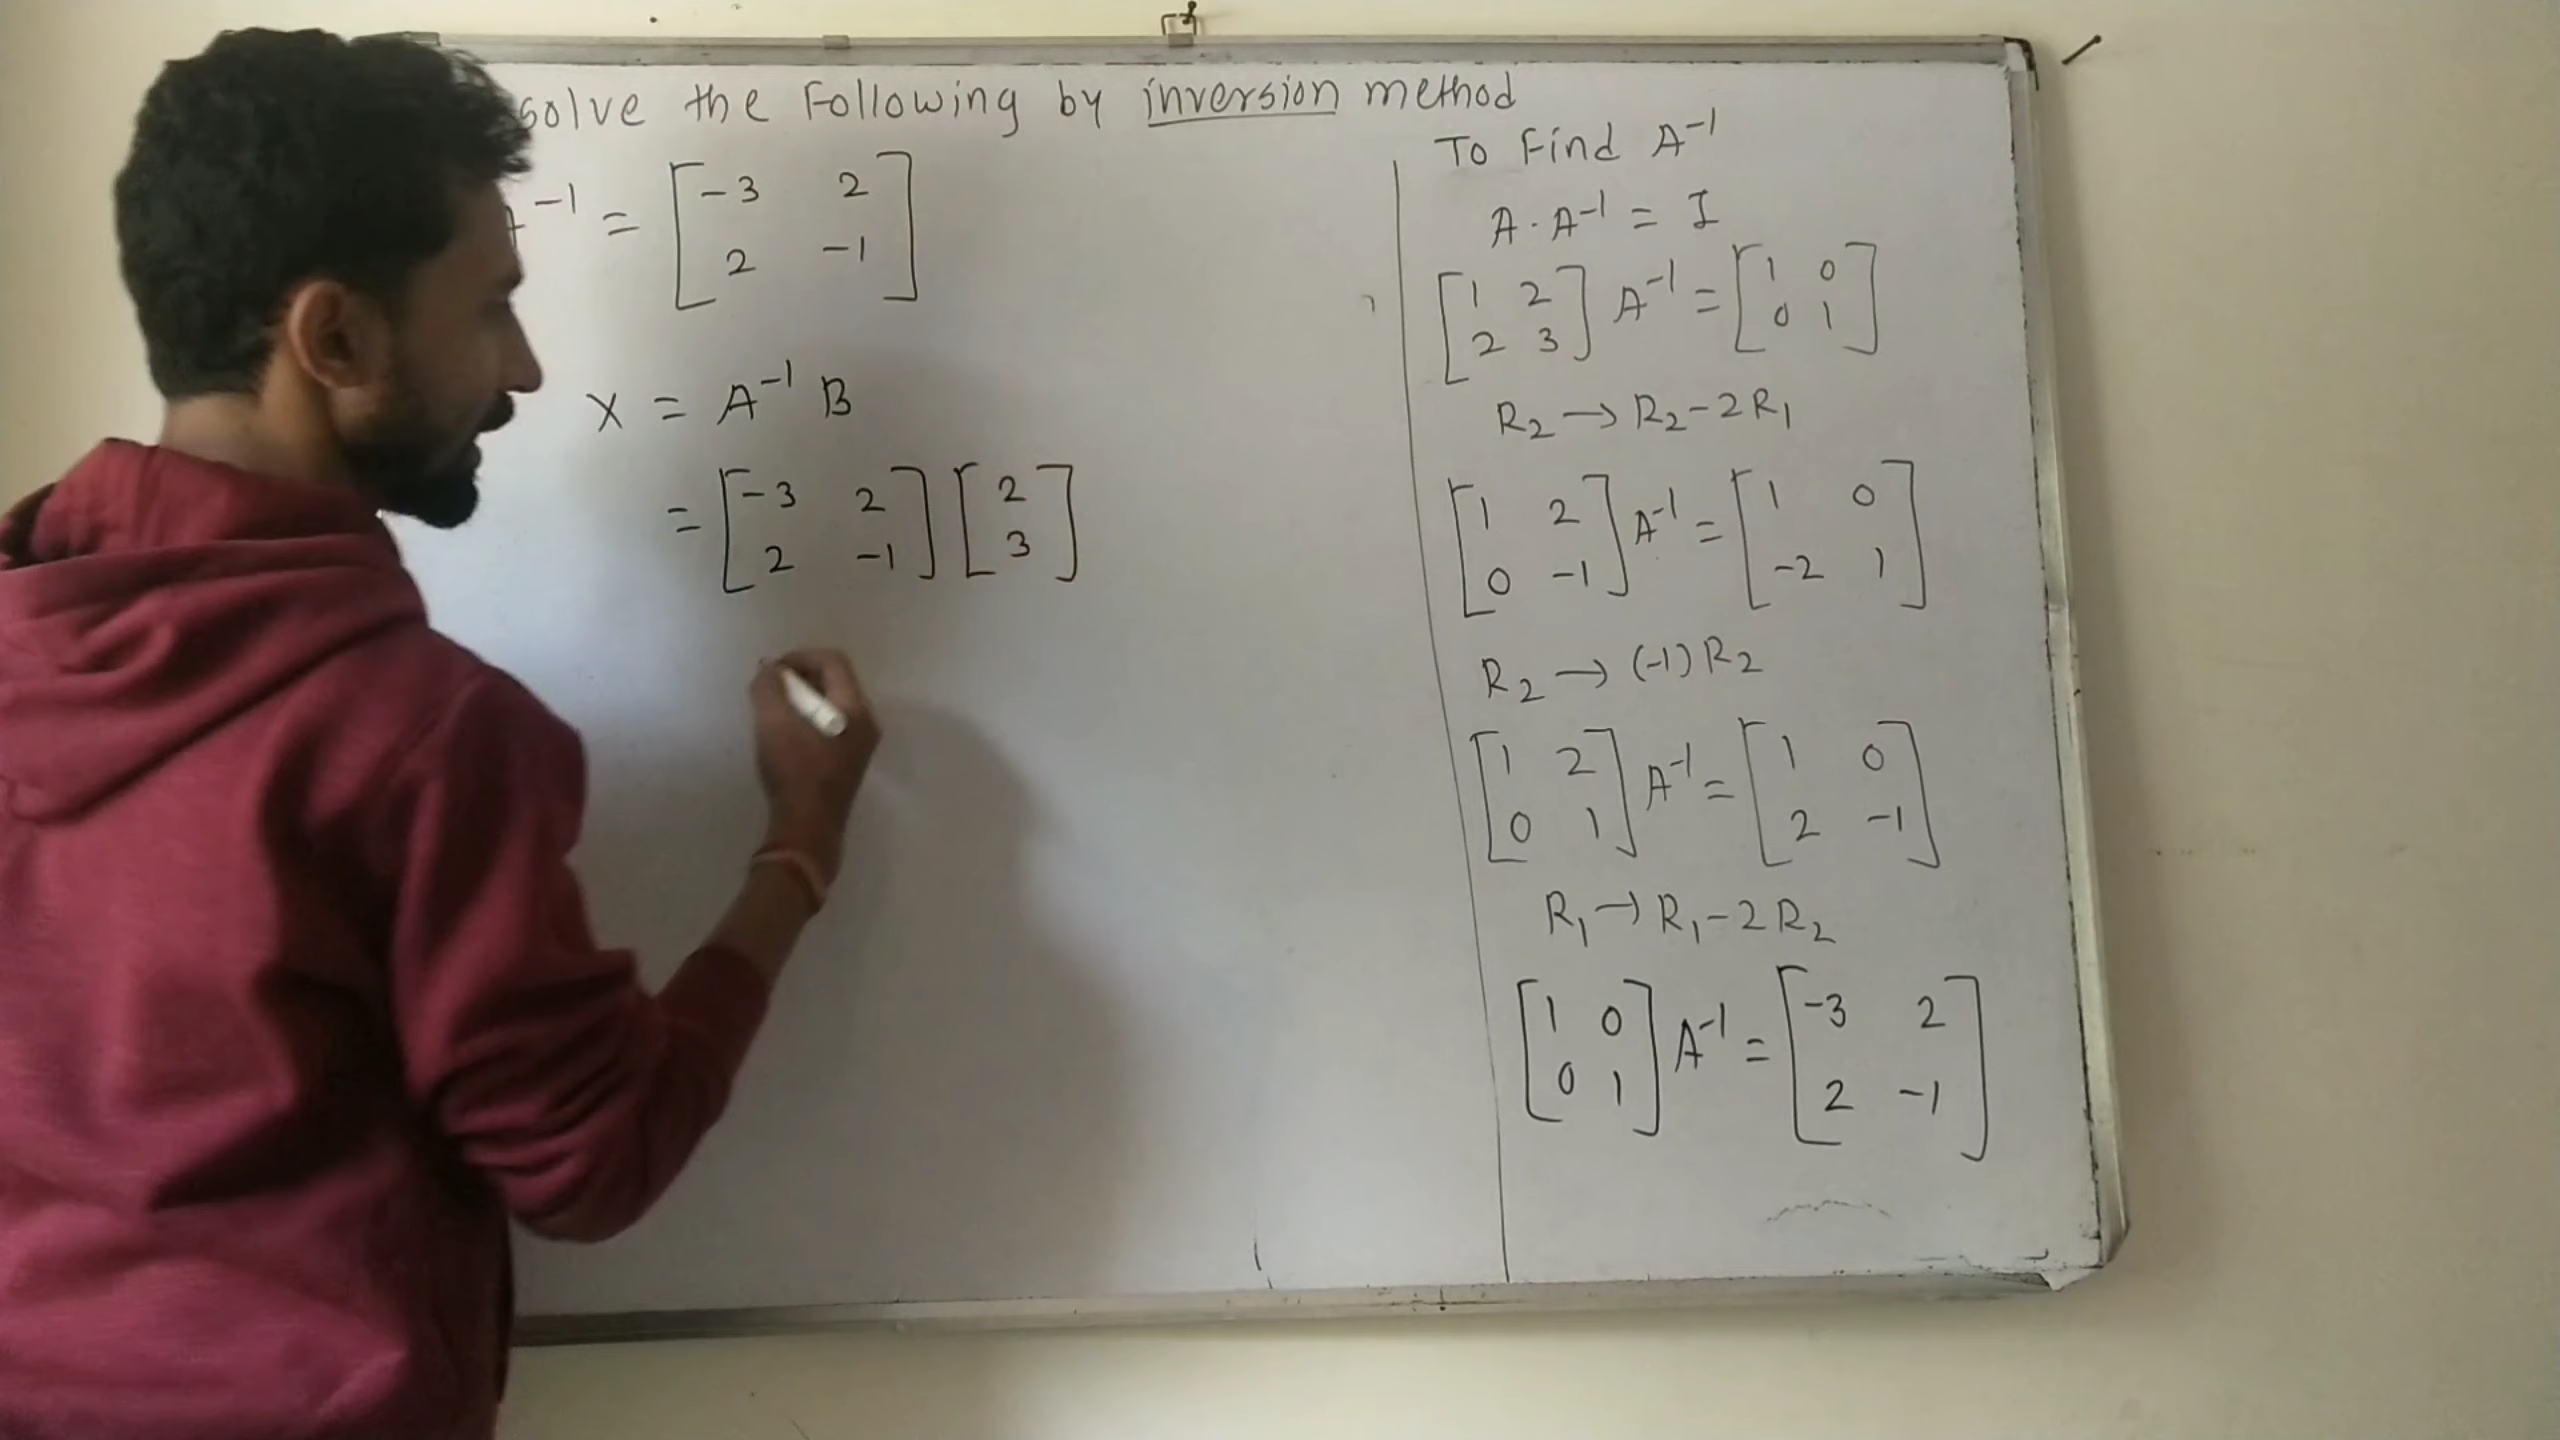 solve the Following by inversion method
A⁻¹ = [ -3 2
2 -1 ]
X = A⁻¹ B
= [ -3 2
2 -1 ] [ 2
3 ]
To Find A⁻¹
A · A⁻¹ = I
[ 1 2
2 3 ] A⁻¹ = [ 1 0
0 1 ]
R₂ → R₂ - 2R₁
[ 1 2
0 -1 ] A⁻¹ = [ 1 0
-2 1 ]
R₂ → (-1) R₂
[ 1 2
0 1 ] A⁻¹ = [ 1 0
2 -1 ]
R₁ → R₁ - 2R₂
[ 1 0
0 1 ] A⁻¹ = [ -3 2
2 -1 ]